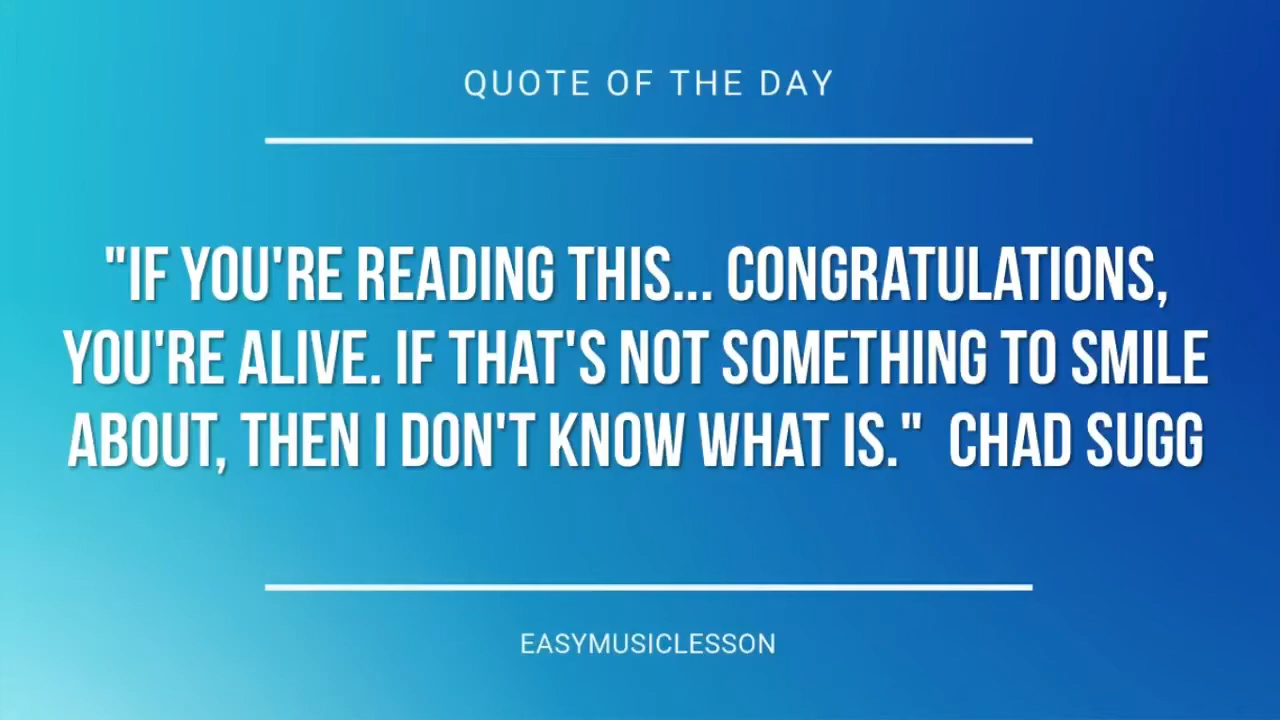 QUOTE OF THE DAY
"IF YOU'RE READING THIS... CONGRATULATIONS,
YOU'RE ALIVE. IF THAT'S NOT SOMETHING TO SMILE
ABOUT, THEN I DON'T KNOW WHAT IS."  CHAD SUGG
EASYMUSICLESSON